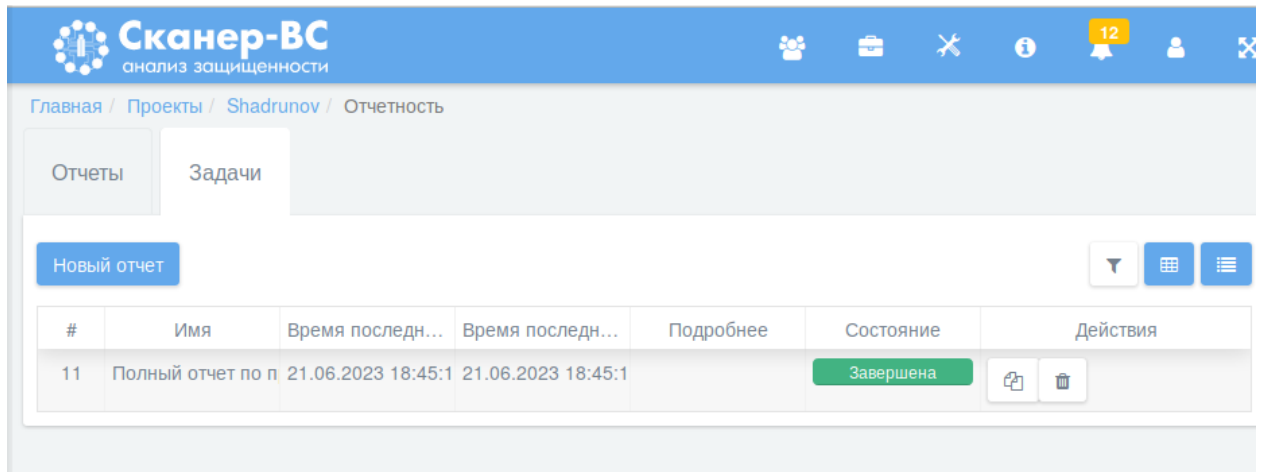 Сканер-ВС
анализ защищенности
12
Главная / Проекты / Shadrunov / Отчетность
Отчеты Задачи
Новый отчет
# Имя Время последн... Время последн... Подробнее Состояние Действия
11 Полный отчет по п 21.06.2023 18:45:1 21.06.2023 18:45:1 Завершена